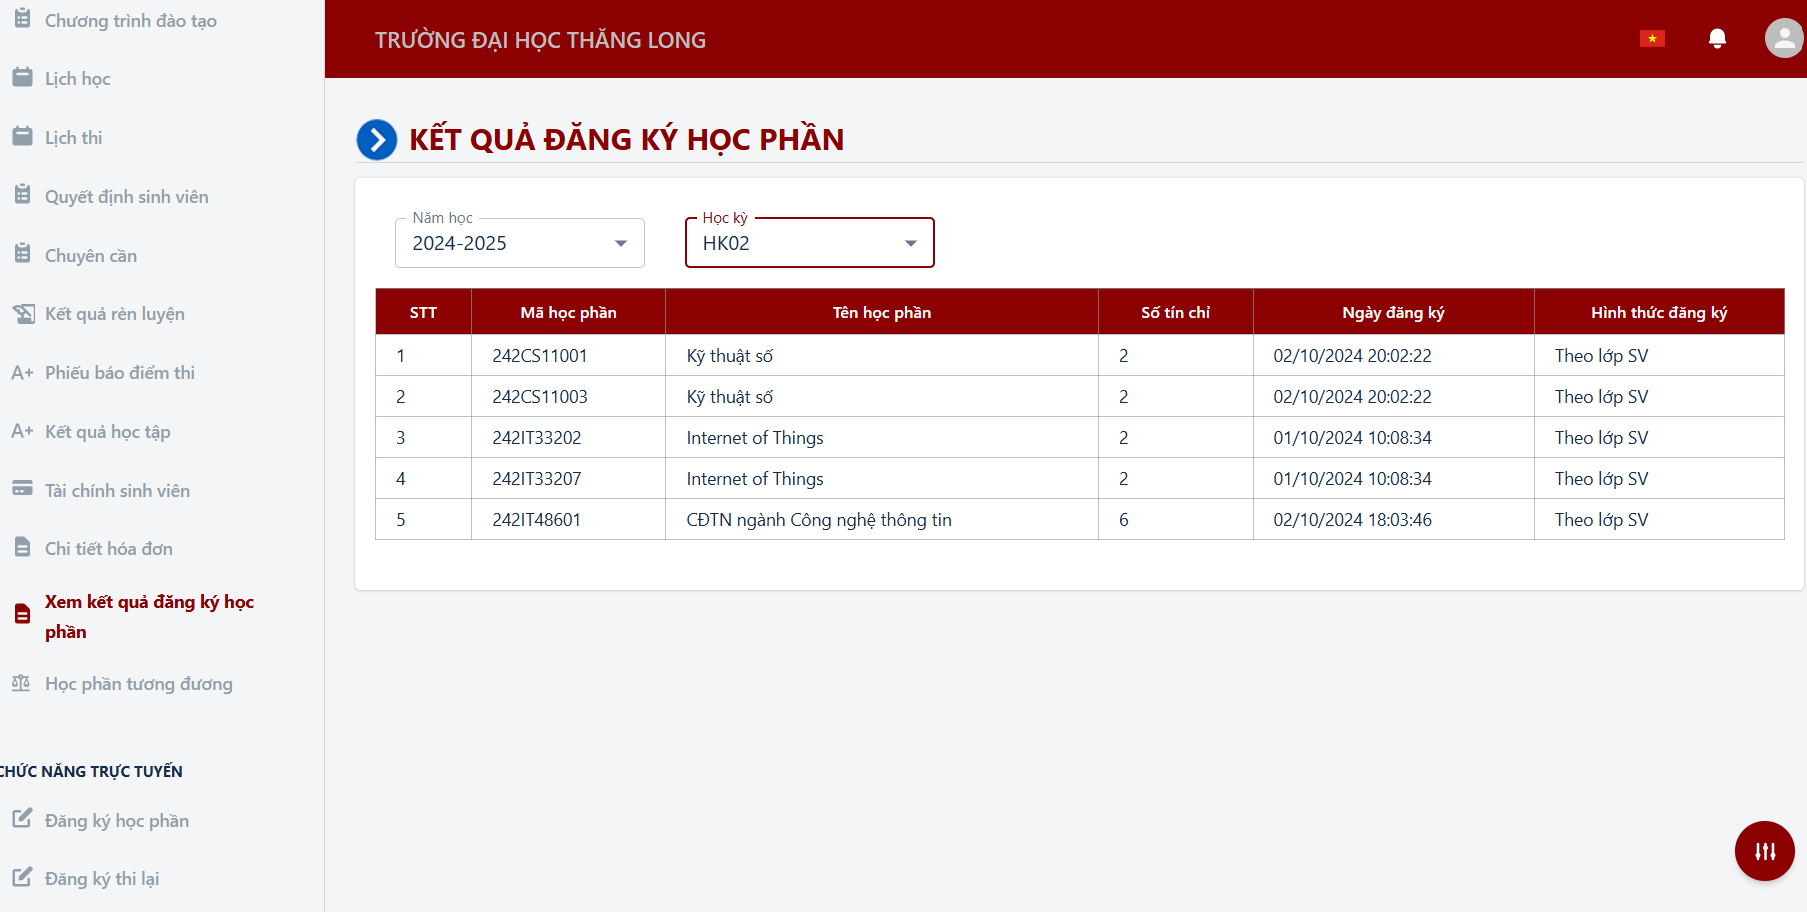 Chương trình đào tạo
Lịch học
Lịch thi
Quyết định sinh viên
Chuyên cần
Kết quả rèn luyện
A+ Phiếu báo điểm thi
A+ Kết quả học tập
Tài chính sinh viên
Chi tiết hóa đơn
Xem kết quả đăng ký học
phần
Học phần tương đương
CHỨC NĂNG TRỰC TUYẾN
Đăng ký học phần
Đăng ký thi lại
TRƯỜNG ĐẠI HỌC THĂNG LONG
KẾT QUẢ ĐĂNG KÝ HỌC PHẦN
Năm học Học kỳ
2024-2025 HK02
STT Mã học phần Tên học phần Số tín chỉ Ngày đăng ký Hình thức đăng ký
1 242CS11001 Kỹ thuật số 2 02/10/2024 20:02:22 Theo lớp SV
2 242CS11003 Kỹ thuật số 2 02/10/2024 20:02:22 Theo lớp SV
3 242IT33202 Internet of Things 2 01/10/2024 10:08:34 Theo lớp SV
4 242IT33207 Internet of Things 2 01/10/2024 10:08:34 Theo lớp SV
5 242IT48601 CĐTN ngành Công nghệ thông tin 6 02/10/2024 18:03:46 Theo lớp SV